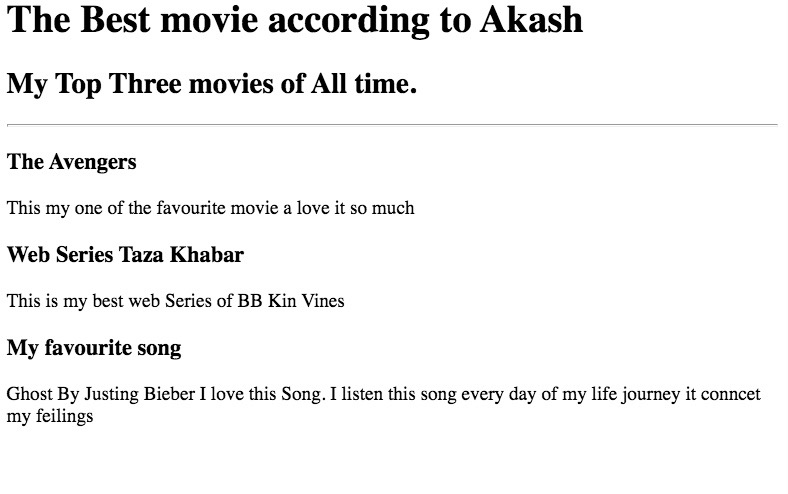 The Best movie according to Akash
My Top Three movies of All time.
The Avengers
This my one of the favourite movie a love it so much
Web Series Taza Khabar
This is my best web Series of BB Kin Vines
My favourite song
Ghost By Justing Bieber I love this Song. I listen this song every day of my life journey it conncet
my feilings